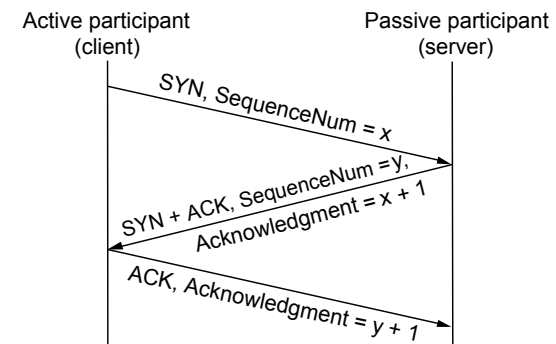 Active participant
(client)
Passive participant
(server)
SYN, SequenceNum = x
SYN + ACK, SequenceNum =y,
Acknowledgment = x + 1
ACK, Acknowledgment = y + 1